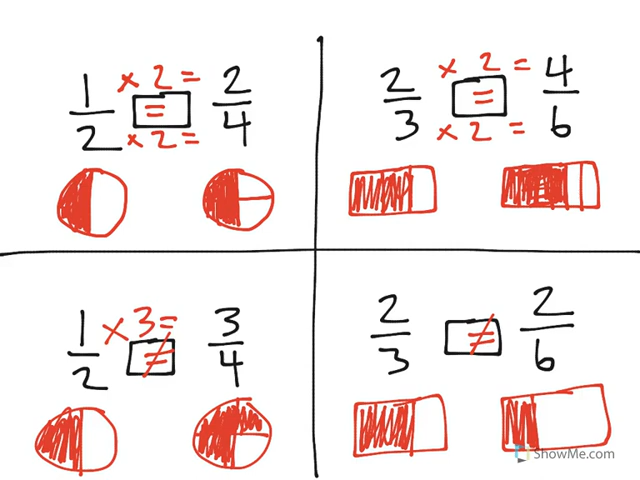 × 2 =
1/2 = 2/4
× 2 =
× 2 =
2/3 = 4/6
× 2 =
× 3 =
1/2 ≠ 3/4
2/3 ≠ 2/6
ShowMe.com